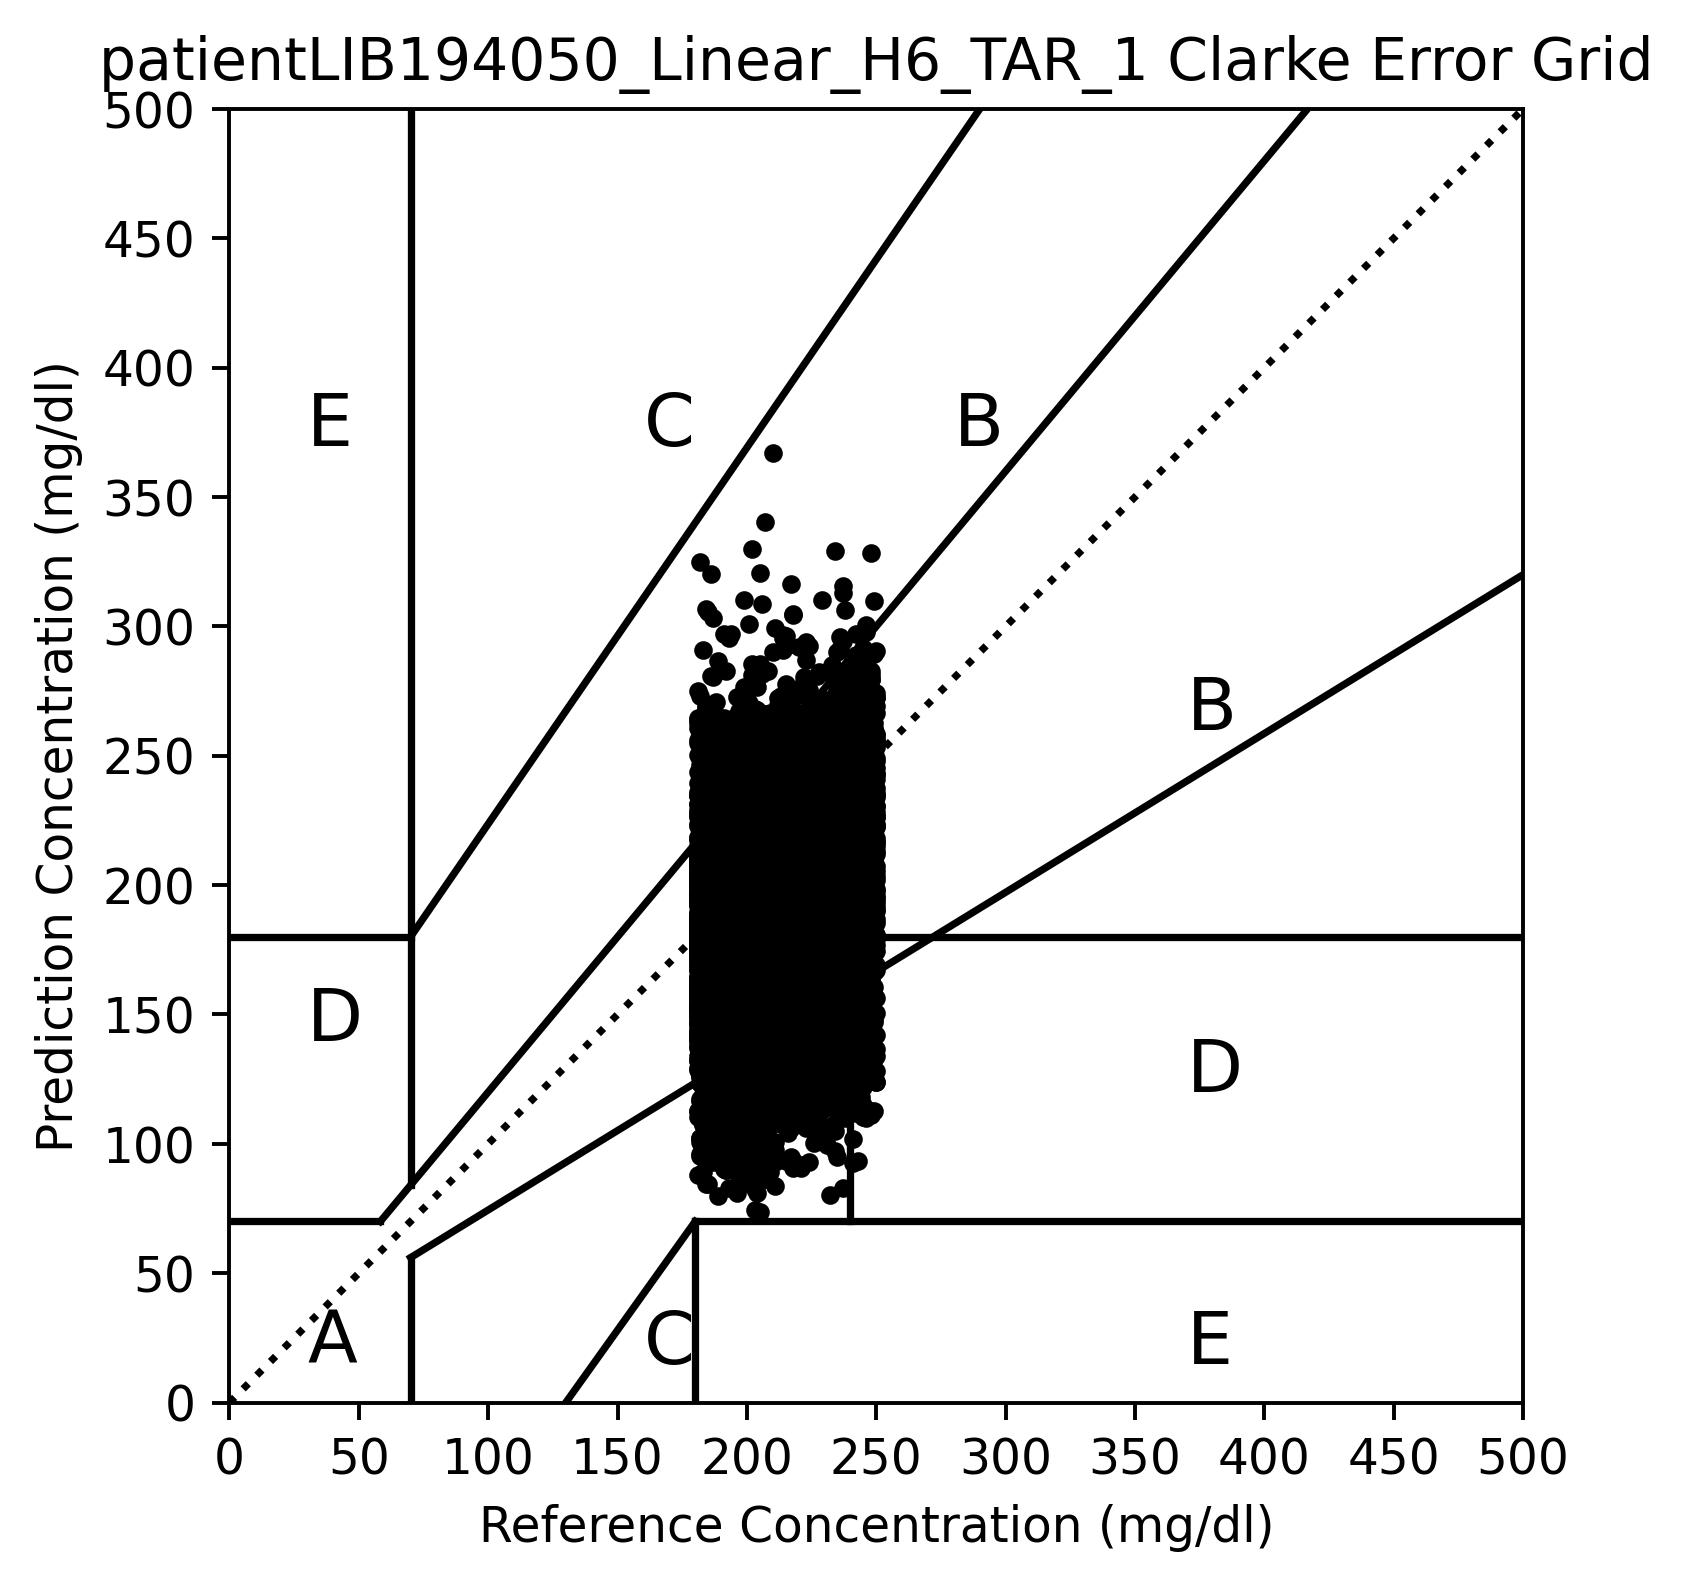 patientLIB194050_Linear_H6_TAR_1 Clarke Error Grid
500
450
400
350
300
250
200
150
100
50
0
Prediction Concentration (mg/dl)
E
C
B
B
D
D
A
C
E
0 50 100 150 200 250 300 350 400 450 500
Reference Concentration (mg/dl)